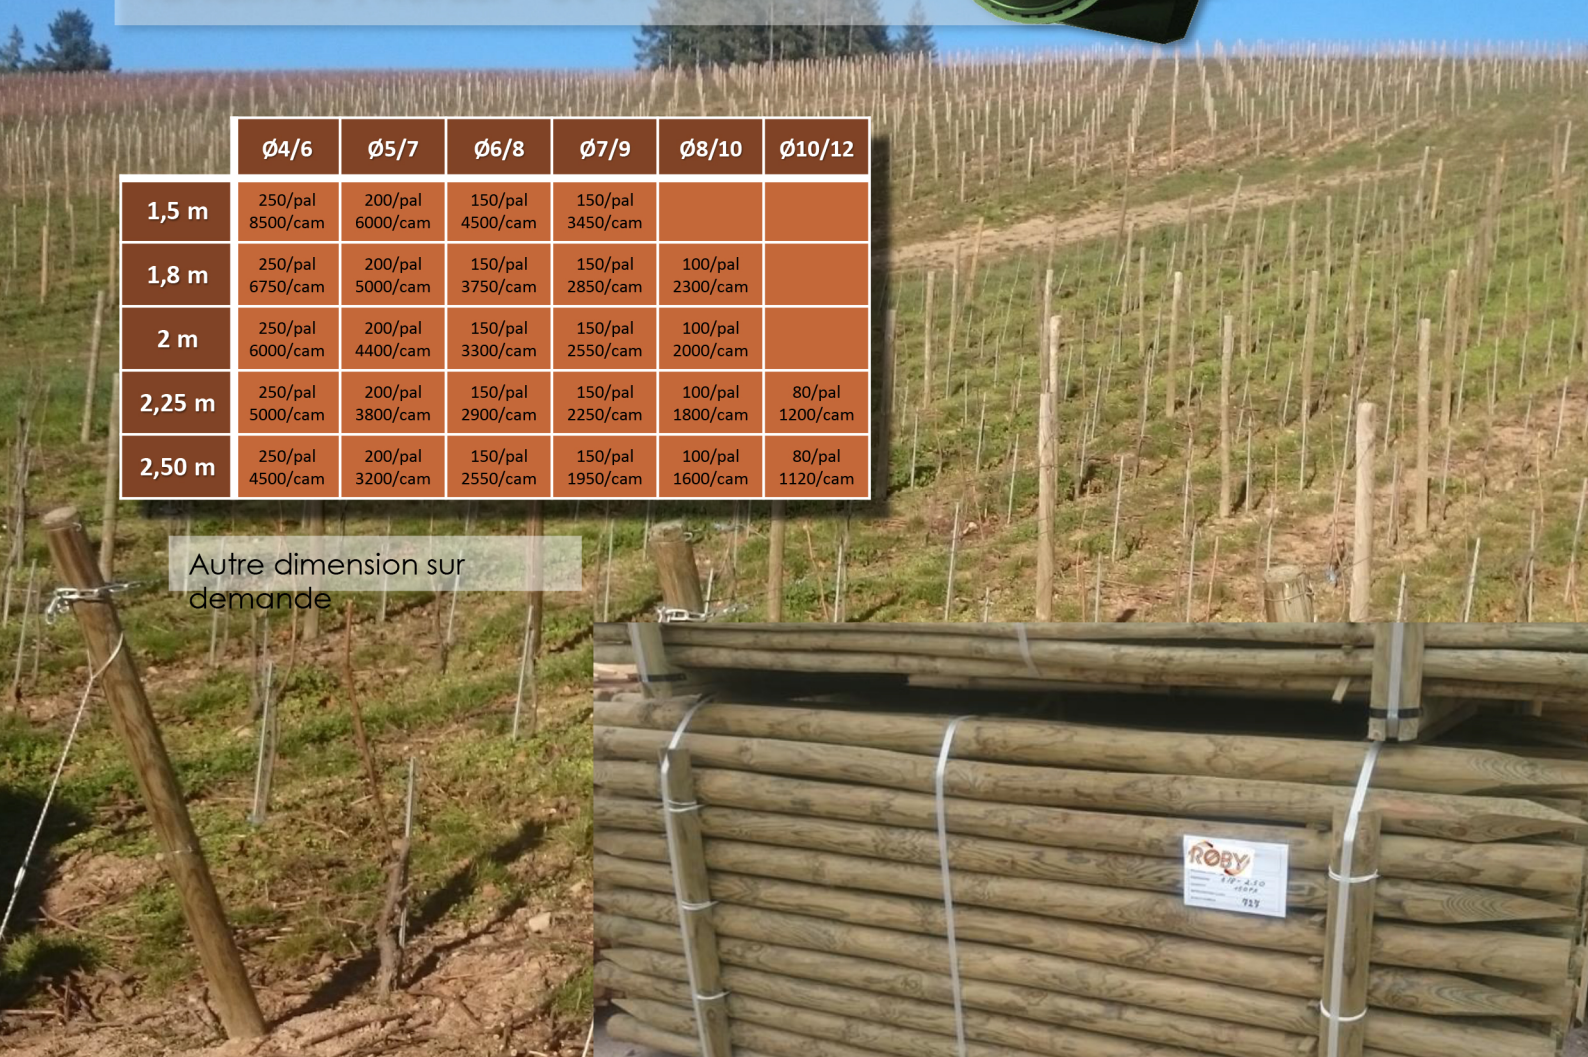 Ø4/6 Ø5/7 Ø6/8 Ø7/9 Ø8/10 Ø10/12
1,5 m 250/pal 200/pal 150/pal 150/pal
8500/cam 6000/cam 4500/cam 3450/cam
1,8 m 250/pal 200/pal 150/pal 150/pal 100/pal
6750/cam 5000/cam 3750/cam 2850/cam 2300/cam
2 m 250/pal 200/pal 150/pal 150/pal 100/pal
6000/cam 4400/cam 3300/cam 2550/cam 2000/cam
2,25 m 250/pal 200/pal 150/pal 150/pal 100/pal 80/pal
5000/cam 3800/cam 2900/cam 2250/cam 1800/cam 1200/cam
2,50 m 250/pal 200/pal 150/pal 150/pal 100/pal 80/pal
4500/cam 3200/cam 2550/cam 1950/cam 1600/cam 1120/cam
Autre dimension sur
demande
ROBY